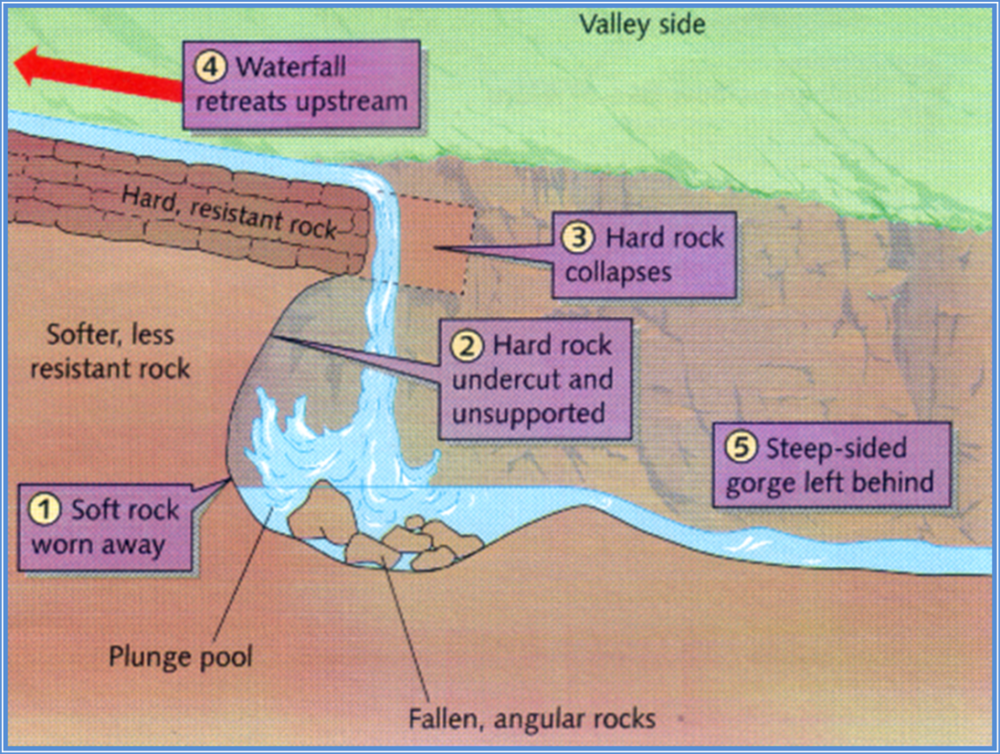 Valley side
④ Waterfall
retreats upstream
Hard, resistant rock
③ Hard rock
collapses
Softer, less
resistant rock
② Hard rock
undercut and
unsupported
⑤ Steep-sided
gorge left behind
① Soft rock
worn away
Plunge pool
Fallen, angular rocks